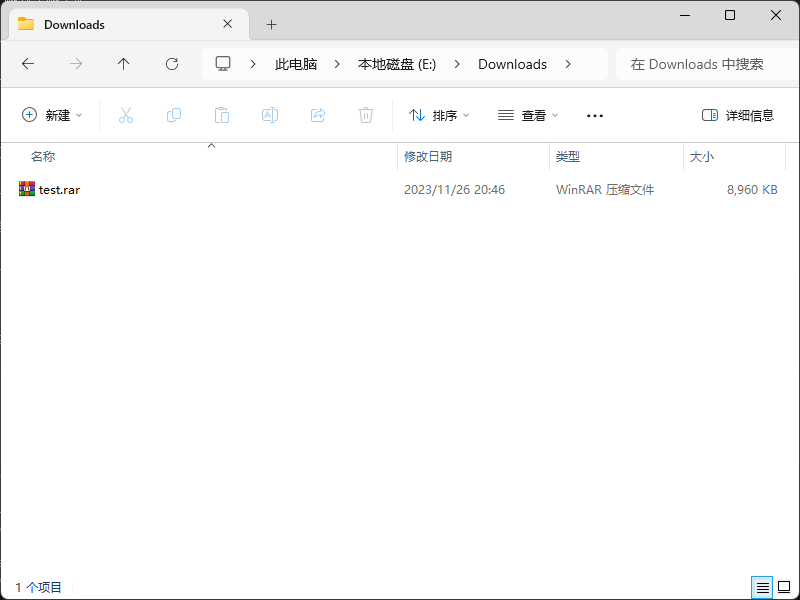 Downloads
此电脑 本地磁盘 (E:) Downloads 在 Downloads 中搜索
新建 排序 查看 详细信息
名称 修改日期 类型 大小
test.rar 2023/11/26 20:46 WinRAR 压缩文件 8,960 KB
1 个项目